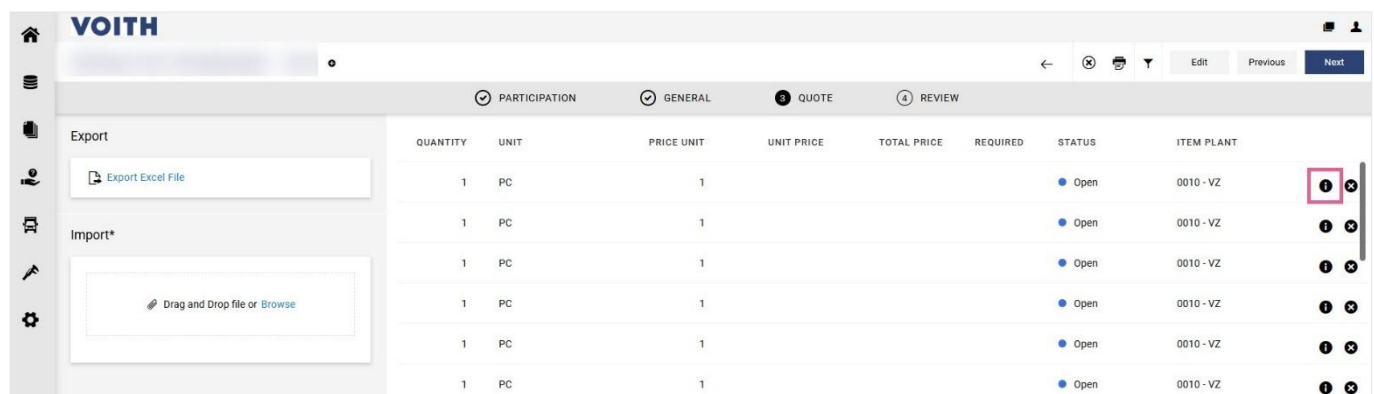 VOITH
Edit Previous Next
PARTICIPATION GENERAL 3 QUOTE 4 REVIEW
Export
Export Excel File
Import*
Drag and Drop file or Browse
QUANTITY UNIT PRICE UNIT UNIT PRICE TOTAL PRICE REQUIRED STATUS ITEM PLANT
1 PC 1 Open 0010 - VZ
1 PC 1 Open 0010 - VZ
1 PC 1 Open 0010 - VZ
1 PC 1 Open 0010 - VZ
1 PC 1 Open 0010 - VZ
1 PC 1 Open 0010 - VZ